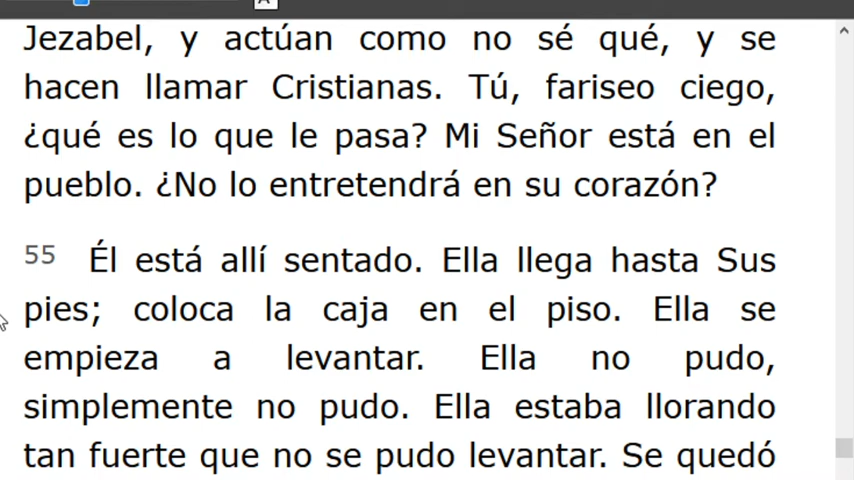 Jezabel, y actúan como no sé qué, y se
hacen llamar Cristianas. Tú, fariseo ciego,
¿qué es lo que le pasa? Mi Señor está en el
pueblo. ¿No lo entretendrá en su corazón?
55 Él está allí sentado. Ella llega hasta Sus
pies; coloca la caja en el piso. Ella se
empieza a levantar. Ella no pudo,
simplemente no pudo. Ella estaba llorando
tan fuerte que no se pudo levantar. Se quedó